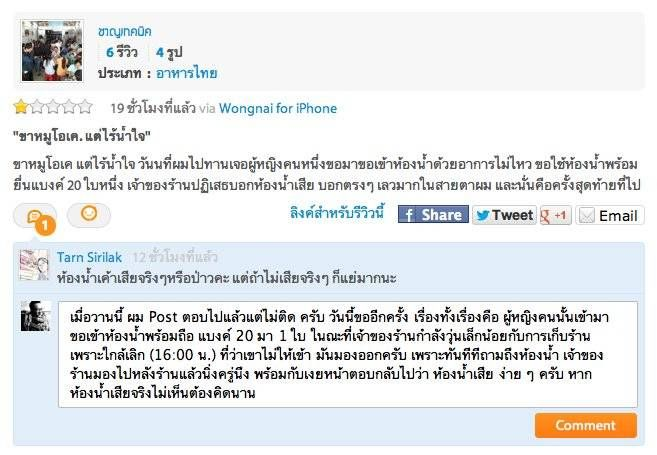 ชาญเทคนิค
6 รีวิว 4 รูป
ประเภท : อาหารไทย
19 ชั่วโมงที่แล้ว via Wongnai for iPhone
"ขาหมูโอเค. แต่ไร้น้ำใจ"
ขาหมูโอเค แต่ไร้น้ำใจ วันนที่ผมไปทานเจอผู้หญิงคนหนึ่งขอมาขอเข้าห้องน้ำด้วยอาการไม่ไหว ขอใช้ห้องน้ำพร้อม
ยื่นแบงค์ 20 ใบหนึ่ง เจ้าของร้านปฏิเสธบอกห้องน้ำเสีย บอกตรงๆ เลวมากในสายตาผม และนั่นคือครั้งสุดท้ายที่ไป
1
ลิงค์สำหรับรีวิวนี้ f Share Tweet g +1 Email
Tarn Sirilak 12 ชั่วโมงที่แล้ว
ห้องน้ำเค้าเสียจริงๆหรือป่าวคะ แต่ถ้าไม่เสียจริงๆ ก็แย่มากนะ
เมื่อวานนี้ ผม Post ตอบไปแล้วแต่ไม่ติด ครับ วันนี้ขออีกครั้ง เรื่องทั้งเรื่องคือ ผู้หญิงคนนั้นเข้ามา
ขอเข้าห้องน้ำพร้อมถือ แบงค์ 20 มา 1 ใบ ในณะที่เจ้าของร้านกำลังวุ่นเล็กน้อยกับการเก็บร้าน
เพราะใกล้เลิก (16:00 น.) ที่ว่าเขาไม่ให้เข้า มันมองออกครับ เพราะทันทีที่ถามถึงห้องน้ำ เจ้าของ
ร้านมองไปหลังร้านแล้วนิ่งครู่นึง พร้อมกับเงยหน้าตอบกลับไปว่า ห้องน้ำเสีย ง่าย ๆ ครับ หาก
ห้องน้ำเสียจริงไม่เห็นต้องคิดนาน
Comment